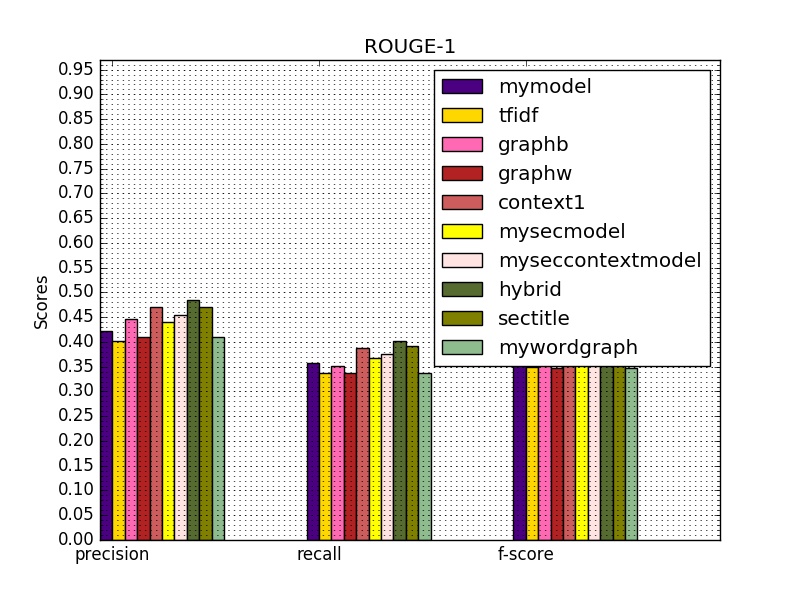 ROUGE-1
0.95
0.90
0.85
0.80
0.75
0.70
0.65
0.60
0.55
0.50
0.45
0.40
0.35
0.30
0.25
0.20
0.15
0.10
0.05
0.00
Scores
mymodel
tfidf
graphb
graphw
context1
mysecmodel
myseccontextmodel
hybrid
sectitle
mywordgraph
precision recall f-score